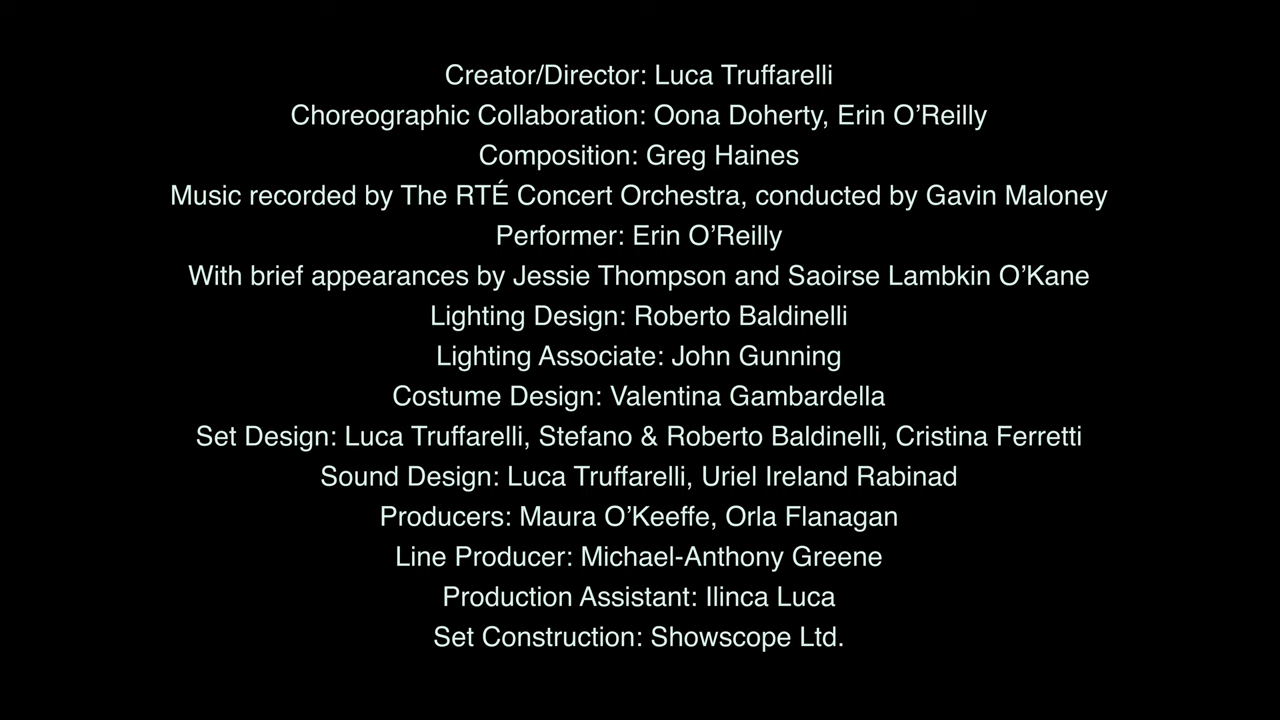 Creator/Director: Luca Truffarelli
Choreographic Collaboration: Oona Doherty, Erin O’Reilly
Composition: Greg Haines
Music recorded by The RTÉ Concert Orchestra, conducted by Gavin Maloney
Performer: Erin O’Reilly
With brief appearances by Jessie Thompson and Saoirse Lambkin O’Kane
Lighting Design: Roberto Baldinelli
Lighting Associate: John Gunning
Costume Design: Valentina Gambardella
Set Design: Luca Truffarelli, Stefano & Roberto Baldinelli, Cristina Ferretti
Sound Design: Luca Truffarelli, Uriel Ireland Rabinad
Producers: Maura O’Keeffe, Orla Flanagan
Line Producer: Michael-Anthony Greene
Production Assistant: Ilinca Luca
Set Construction: Showscope Ltd.